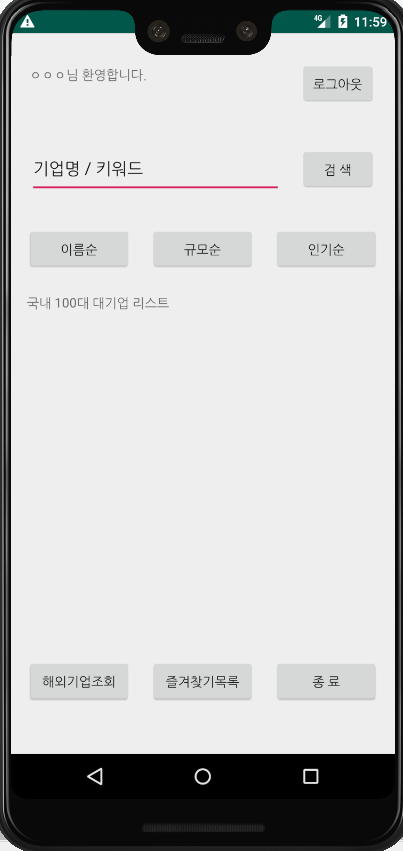 4G 11:59
ㅇㅇㅇ님 환영합니다.
로그아웃
기업명 / 키워드
검 색
이름순 규모순 인기순
국내 100대 대기업 리스트
해외기업조회 즐겨찾기목록 종 료